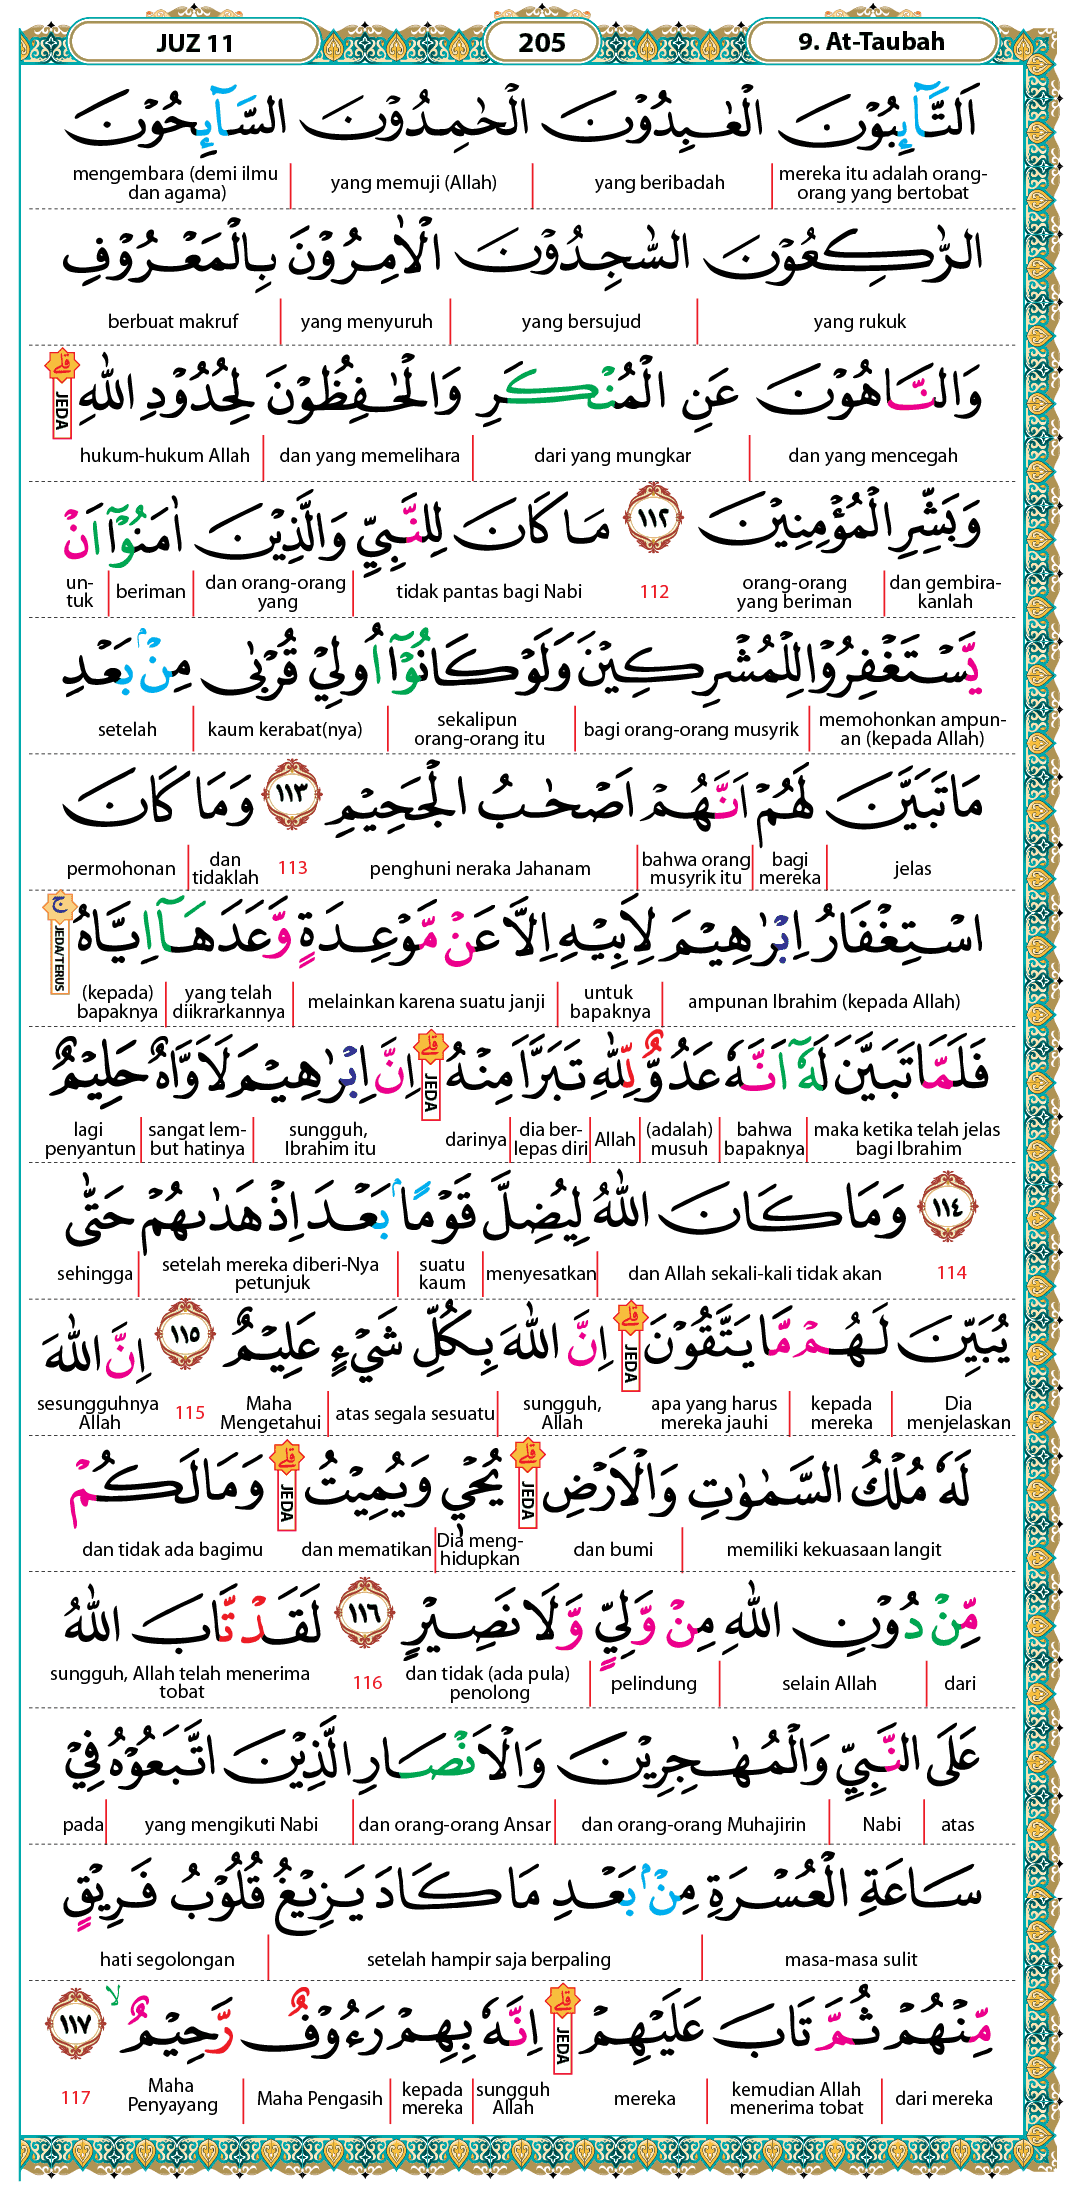 JUZ 11
205
9. At-Taubah
اَلتَّاۤىِٕبُوْنَ الْعٰبِدُوْنَ الْحٰمِدُوْنَ السَّاۤىِٕحُوْنَ
mereka itu adalah orang-orang yang bertobat | yang beribadah | yang memuji (Allah) | mengembara (demi ilmu dan agama)
الرّٰكِعُوْنَ السّٰجِدُوْنَ الْاٰمِرُوْنَ بِالْمَعْرُوْفِ
yang rukuk | yang bersujud | yang menyuruh | berbuat makruf
وَالنَّاهُوْنَ عَنِ الْمُنْكَرِ وَالْحٰفِظُوْنَ لِحُدُوْدِ اللّٰهِ ۗ JEDA
dan yang mencegah | dari yang mungkar | dan yang memelihara | hukum-hukum Allah
وَبَشِّرِ الْمُؤْمِنِيْنَ ١١٢ مَا كَانَ لِلنَّبِيِّ وَالَّذِيْنَ اٰمَنُوْٓا اَنْ
dan gembira-kanlah | orang-orang yang beriman 112 tidak pantas bagi Nabi | dan orang-orang yang | beriman | un-tuk
يَّسْتَغْفِرُوْا لِلْمُشْرِكِيْنَ وَلَوْ كَانُوْٓا اُولِيْ قُرْبٰى مِنْۢ بَعْدِ
memohonkan ampun-an (kepada Allah) | bagi orang-orang musyrik | sekalipun orang-orang itu | kaum kerabat(nya) | setelah
مَا تَبَيَّنَ لَهُمْ اَنَّهُمْ اَصْحٰبُ الْجَحِيْمِ ١١٣ وَمَا كَانَ
jelas | bagi mereka | bahwa orang musyrik itu | penghuni neraka Jahanam 113 dan tidaklah | permohonan
اسْتِغْفَارُ اِبْرٰهِيْمَ لِاَبِيْهِ اِلَّا عَنْ مَّوْعِدَةٍ وَّعَدَهَآ اِيَّاهُ ۚ JEDA/TERUS
ampunan Ibrahim (kepada Allah) | untuk bapaknya | melainkan karena suatu janji | yang telah diikrarkannya | (kepada) bapaknya
فَلَمَّا تَبَيَّنَ لَهٗٓ اَنَّهٗ عَدُوٌّ لِّلّٰهِ تَبَرَّاَ مِنْهُ ۗ JEDA اِنَّ اِبْرٰهِيْمَ لَاَوَّاهٌ حَلِيْمٌ
maka ketika telah jelas bagi Ibrahim | bahwa bapaknya | (adalah) musuh | Allah | dia ber-lepas diri | darinya sungguh, Ibrahim itu | sangat lem-but hatinya | lagi penyantun
١١٤ وَمَا كَانَ اللّٰهُ لِيُضِلَّ قَوْمًاۢ بَعْدَ اِذْ هَدٰىهُمْ حَتّٰى
114 dan Allah sekali-kali tidak akan | menyesatkan | suatu kaum | setelah mereka diberi-Nya petunjuk | sehingga
يُبَيِّنَ لَهُمْ مَّا يَتَّقُوْنَ ۗ JEDA اِنَّ اللّٰهَ بِكُلِّ شَيْءٍ عَلِيْمٌ ١١٥ اِنَّ اللّٰهَ
Dia menjelaskan | kepada mereka | apa yang harus mereka jauhi sungguh, Allah | atas segala sesuatu | Maha Mengetahui 115 sesungguhnya Allah
لَهٗ مُلْكُ السَّمٰوٰتِ وَالْاَرْضِ ۗ JEDA يُحْيٖ وَيُمِيْتُ ۗ JEDA وَمَا لَكُمْ
memiliki kekuasaan langit | dan bumi Dia meng-hidupkan | dan mematikan dan tidak ada bagimu
مِّنْ دُوْنِ اللّٰهِ مِنْ وَّلِيٍّ وَّلَا نَصِيْرٍ ١١٦ لَقَدْ تَّابَ اللّٰهُ
dari | selain Allah | pelindung | dan tidak (ada pula) penolong 116 sungguh, Allah telah menerima tobat
عَلَى النَّبِيِّ وَالْمُهٰجِرِيْنَ وَالْاَنْصَارِ الَّذِيْنَ اتَّبَعُوْهُ فِيْ
atas | Nabi | dan orang-orang Muhajirin | dan orang-orang Ansar | yang mengikuti Nabi | pada
سَاعَةِ الْعُسْرَةِ مِنْۢ بَعْدِ مَا كَادَ يَزِيْغُ قُلُوْبُ فَرِيْقٍ
masa-masa sulit | setelah hampir saja berpaling | hati segolongan
مِّنْهُمْ ثُمَّ تَابَ عَلَيْهِمْ ۗ JEDA اِنَّهٗ بِهِمْ رَءُوْفٌ رَّحِيْمٌ ۙ ١١٧
dari mereka | kemudian Allah menerima tobat | mereka sungguh Allah | kepada mereka | Maha Pengasih | Maha Penyayang 117